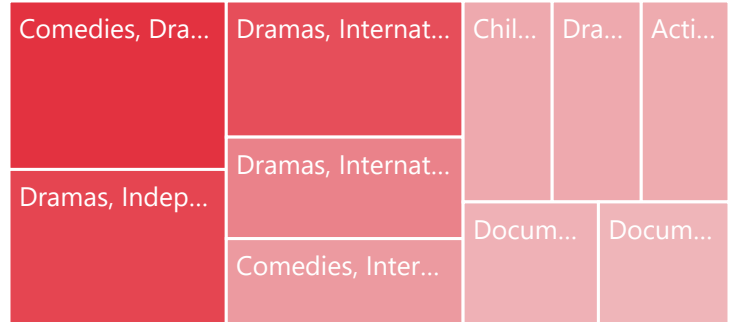 Comedies, Dra...
Dramas, Indep...
Dramas, Internat...
Dramas, Internat...
Comedies, Inter...
Chil...
Dra...
Acti...
Docum...
Docum...